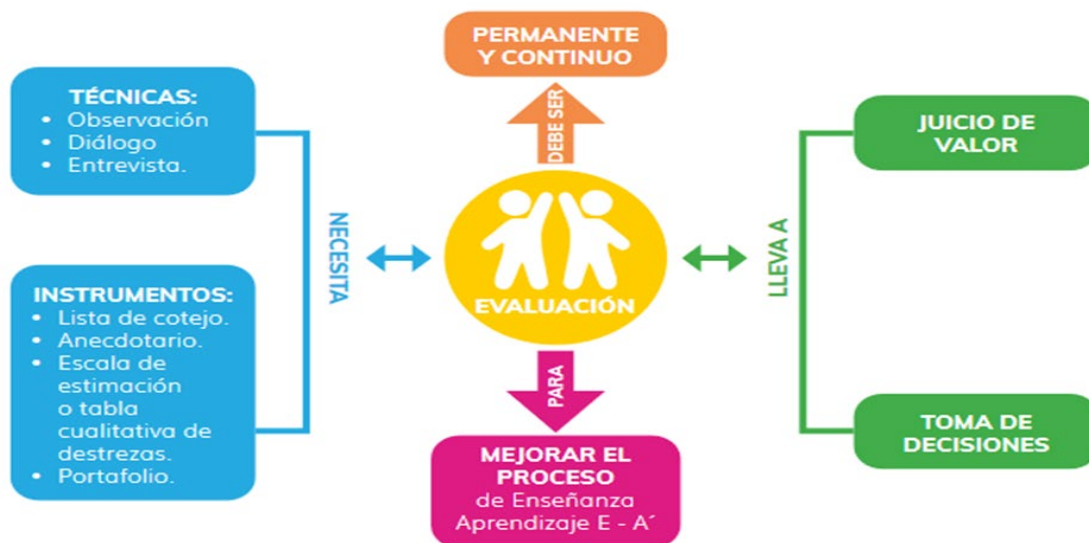 PERMANENTE
Y CONTINUO
DEBE SER
TÉCNICAS:
• Observación
• Diálogo
• Entrevista.
NECESITA
INSTRUMENTOS:
• Lista de cotejo.
• Anecdotario.
• Escala de
estimación
o tabla
cualitativa de
destrezas.
• Portafolio.
EVALUACIÓN
PARA
MEJORAR EL
PROCESO
de Enseñanza
Aprendizaje E - A´
LLEVA A
JUICIO DE
VALOR
TOMA DE
DECISIONES